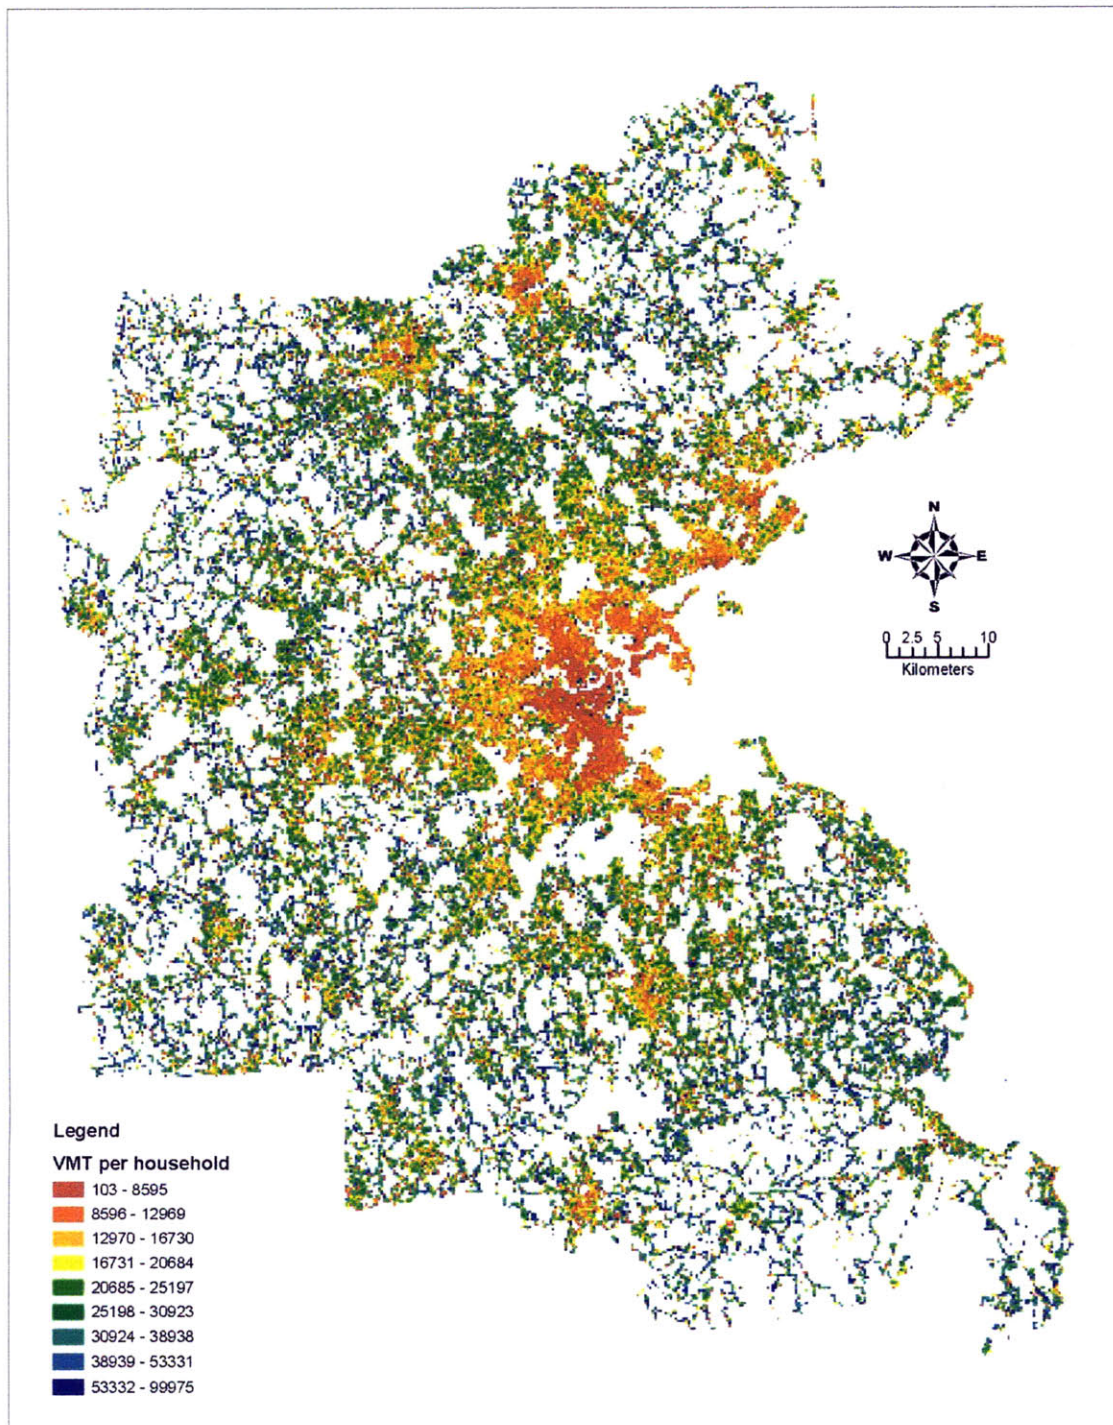 N
W E
S
0 2.5 5 10
Kilometers
Legend
VMT per household
103 - 8595
8596 - 12969
12970 - 16730
16731 - 20684
20685 - 25197
25198 - 30923
30924 - 38938
38939 - 53331
53332 - 99975